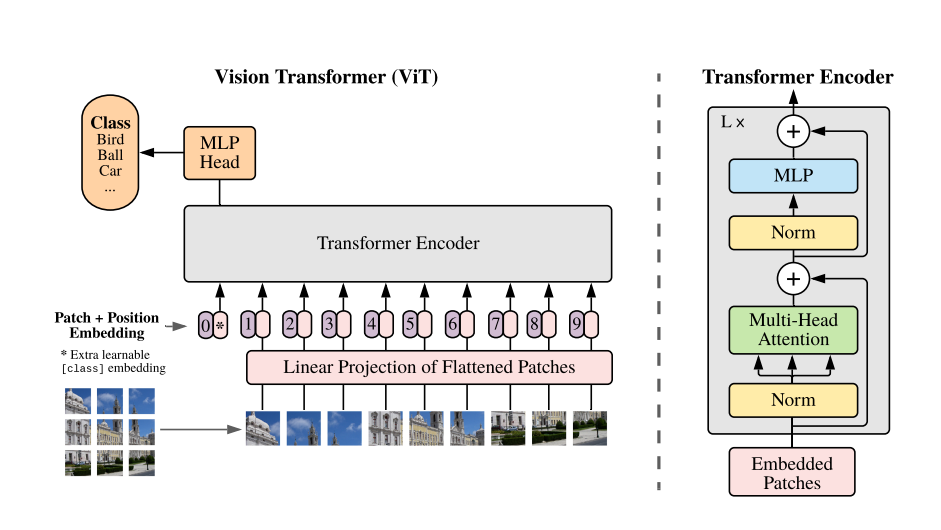 Vision Transformer (ViT)
Class
Bird
Ball
Car
...
MLP
Head
Transformer Encoder
Patch + Position
Embedding
0 * 1 2 3 4 5 6 7 8 9
* Extra learnable
[class] embedding
Linear Projection of Flattened Patches
Transformer Encoder
L x
+
MLP
Norm
+
Multi-Head
Attention
Norm
Embedded
Patches